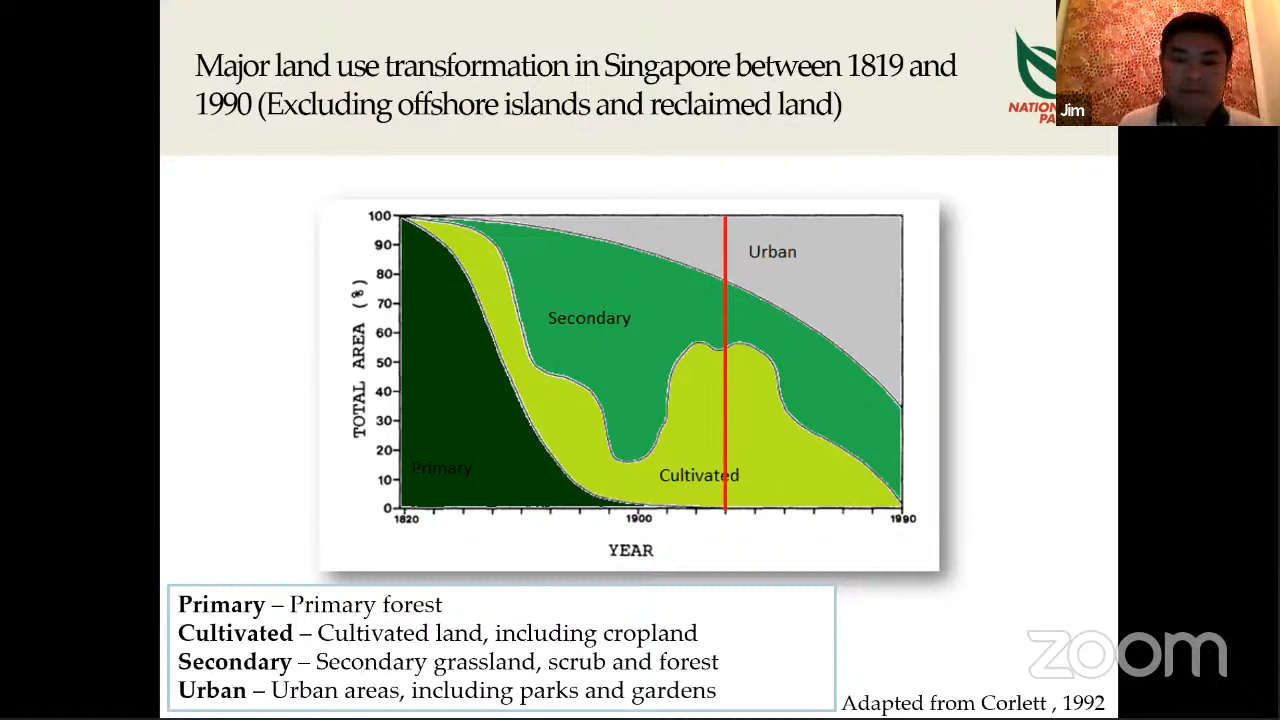 Major land use transformation in Singapore between 1819 and
1990 (Excluding offshore islands and reclaimed land)
NATION
PA
Jim
100
90
80
70
60
50
40
30
20
10
0
TOTAL AREA (%)
Urban
Secondary
Primary
Cultivated
1820
1900
1990
YEAR
Primary – Primary forest
Cultivated – Cultivated land, including cropland
Secondary – Secondary grassland, scrub and forest
Urban – Urban areas, including parks and gardens
zoom
Adapted from Corlett , 1992